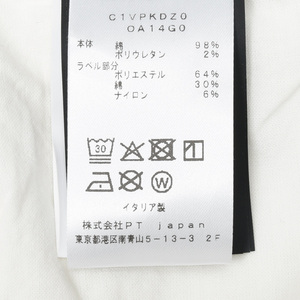 C1VPKDZ0
0A14G0
本体 綿 98%
ポリウレタン 2%
ラベル部分
ポリエステル 64%
綿 30%
ナイロン 6%
30
W
イタリア製
株式会社PT japan
東京都港区南青山5-13-3 2F